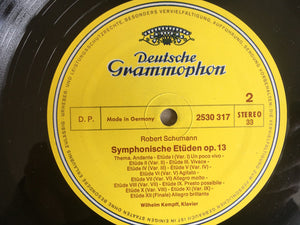 Deutsche
Grammophon
D. P.
Made in Germany
2530 317
2
STEREO
33
Robert Schumann
Symphonische Etüden op. 13
Thema. Andante - Etüde I (Var. I) Un poco vivo -
Etüde II (Var. II) - Etüde III. Vivace -
Etüde IV (Var. III) - Etüde V (Var. IV) -
Etüde VI (Var. V) Agitato -
Etüde VII (Var. VI) Allegro molto -
Etüde VIII (Var. VII) - Etüde IX. Presto possibile -
Etüde X (Var. VIII) - Etüde XI (Var. IX) -
Etüde XII (Finale) Allegro brillante
Wilhelm Kempff, Klavier